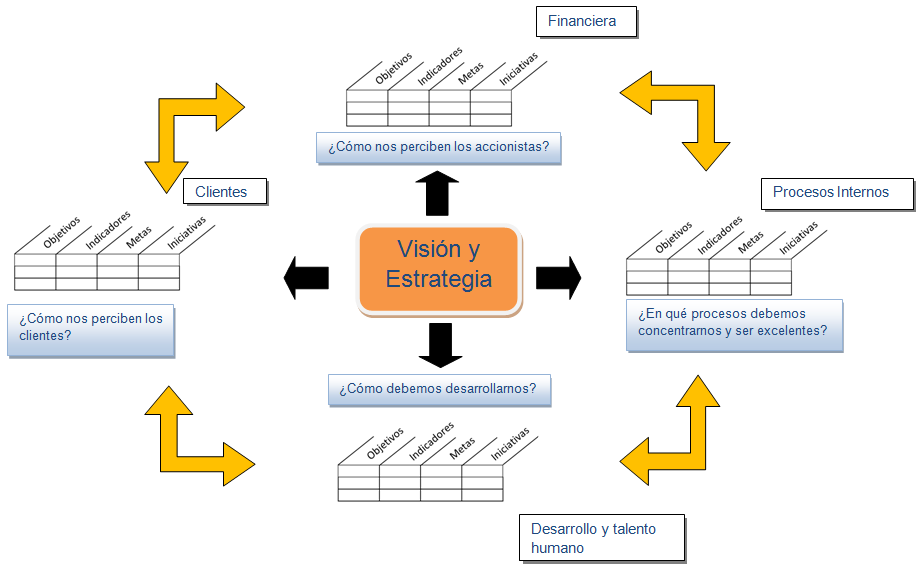 Financiera
Objetivos
Indicadores
Metas
Iniciativas
¿Cómo nos perciben los accionistas?
Clientes
Objetivos
Indicadores
Metas
Iniciativas
¿Cómo nos perciben los
clientes?
Visión y
Estrategia
Procesos Internos
Objetivos
Indicadores
Metas
Iniciativas
¿En qué procesos debemos
concentrarnos y ser excelentes?
¿Cómo debemos desarrollarnos?
Objetivos
Indicadores
Metas
Iniciativas
Desarrollo y talento
humano